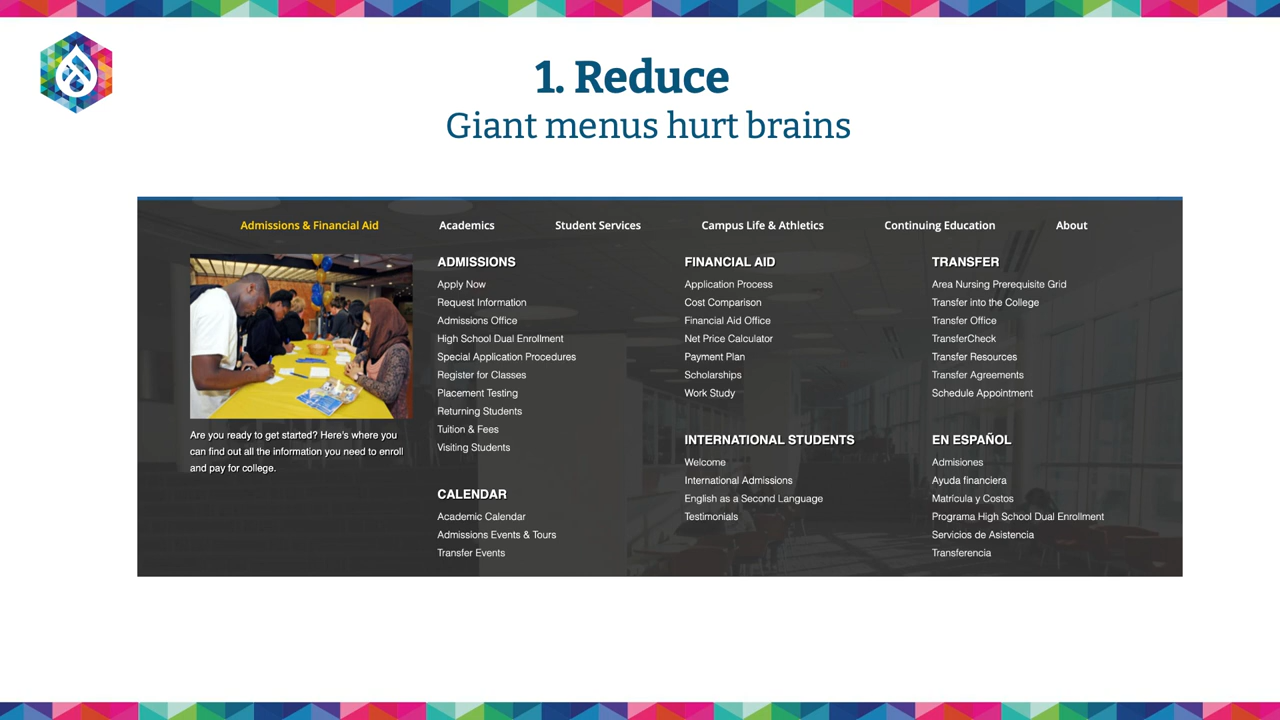 1. Reduce
Giant menus hurt brains
Admissions & Financial Aid
Academics
Student Services
Campus Life & Athletics
Continuing Education
About
Are you ready to get started? Here's where you
can find out all the information you need to enroll
and pay for college.
ADMISSIONS
Apply Now
Request Information
Admissions Office
High School Dual Enrollment
Special Application Procedures
Register for Classes
Placement Testing
Returning Students
Tuition & Fees
Visiting Students
CALENDAR
Academic Calendar
Admissions Events & Tours
Transfer Events
FINANCIAL AID
Application Process
Cost Comparison
Financial Aid Office
Net Price Calculator
Payment Plan
Scholarships
Work Study
INTERNATIONAL STUDENTS
Welcome
International Admissions
English as a Second Language
Testimonials
TRANSFER
Area Nursing Prerequisite Grid
Transfer into the College
Transfer Office
TransferCheck
Transfer Resources
Transfer Agreements
Schedule Appointment
EN ESPAÑOL
Admisiones
Ayuda financiera
Matrícula y Costos
Programa High School Dual Enrollment
Servicios de Asistencia
Transferencia